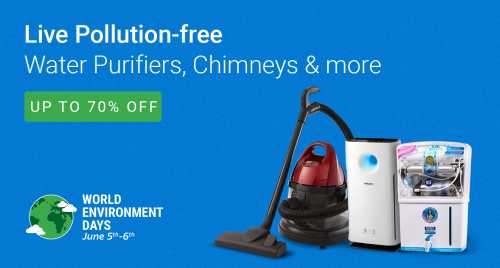 Live Pollution-free
Water Purifiers, Chimneys & more
UP TO 70% OFF
WORLD
ENVIRONMENT
DAYS
June 5th-6th